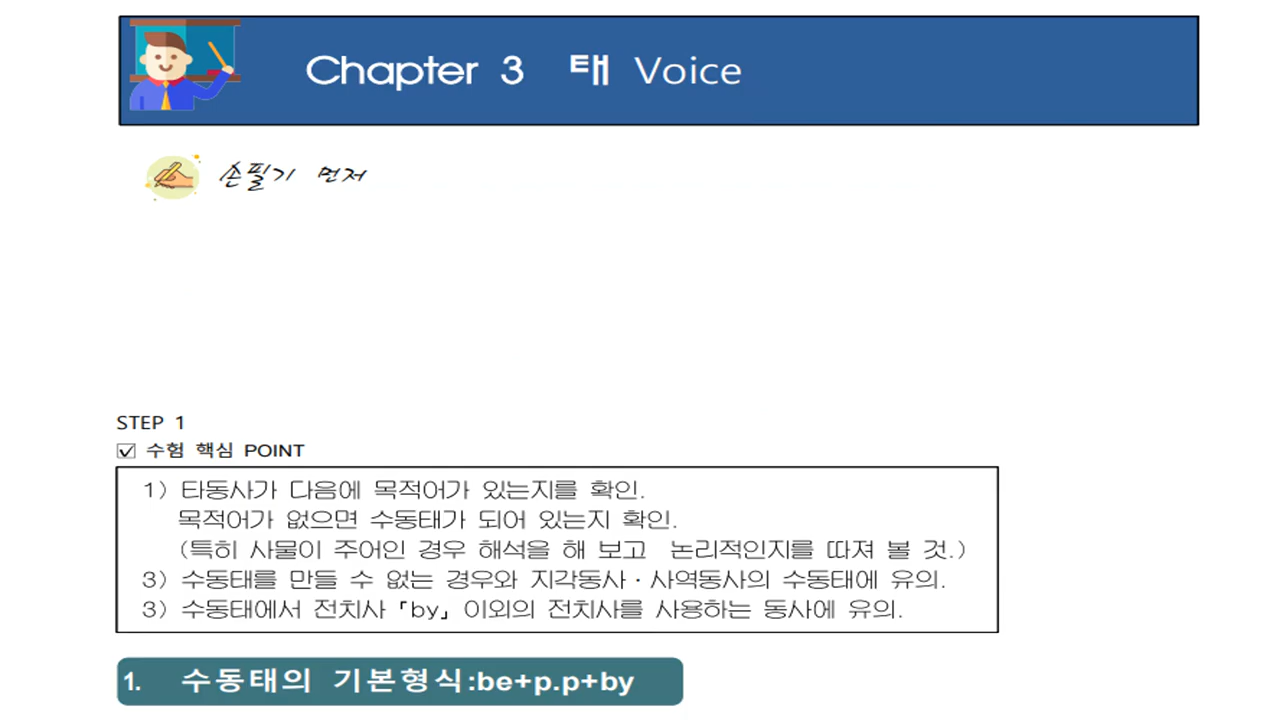 Chapter 3 태 Voice
손필기 먼저
STEP 1
☑ 수험 핵심 POINT
1) 타동사가 다음에 목적어가 있는지를 확인.
목적어가 없으면 수동태가 되어 있는지 확인.
(특히 사물이 주어인 경우 해석을 해 보고 논리적인지를 따져 볼 것.)
3) 수동태를 만들 수 없는 경우와 지각동사·사역동사의 수동태에 유의.
3) 수동태에서 전치사 「by」 이외의 전치사를 사용하는 동사에 유의.
1. 수동태의 기본형식:be+p.p+by